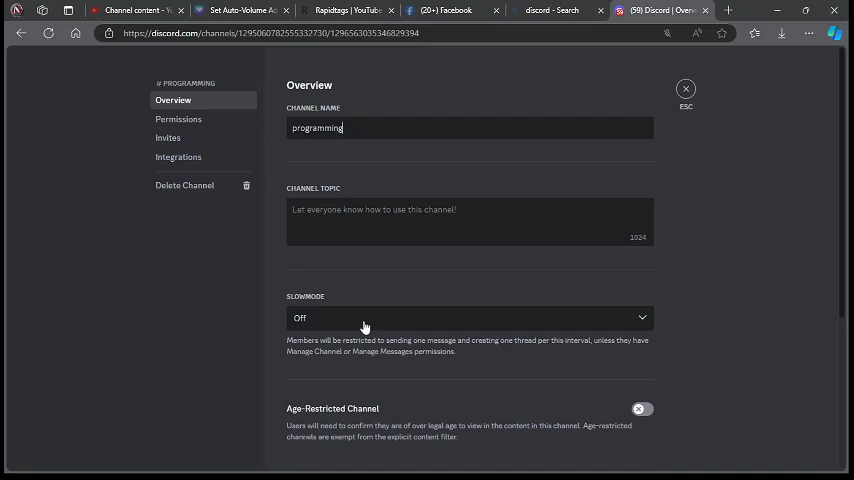 Channel content - Yo
Set Auto-Volume Ad
Rapidtags | YouTube
(20+) Facebook
discord - Search
(59) Discord | Overv
https://discord.com/channels/1295060782555332730/1296563035346829394
# PROGRAMMING
Overview
Permissions
Invites
Integrations
Delete Channel
Overview
ESC
CHANNEL NAME
programming
CHANNEL TOPIC
Let everyone know how to use this channel!
1024
SLOWMODE
Off
Members will be restricted to sending one message and creating one thread per this interval, unless they have
Manage Channel or Manage Messages permissions.
Age-Restricted Channel
Users will need to confirm they are of over legal age to view in the content in this channel. Age-restricted
channels are exempt from the explicit content filter.